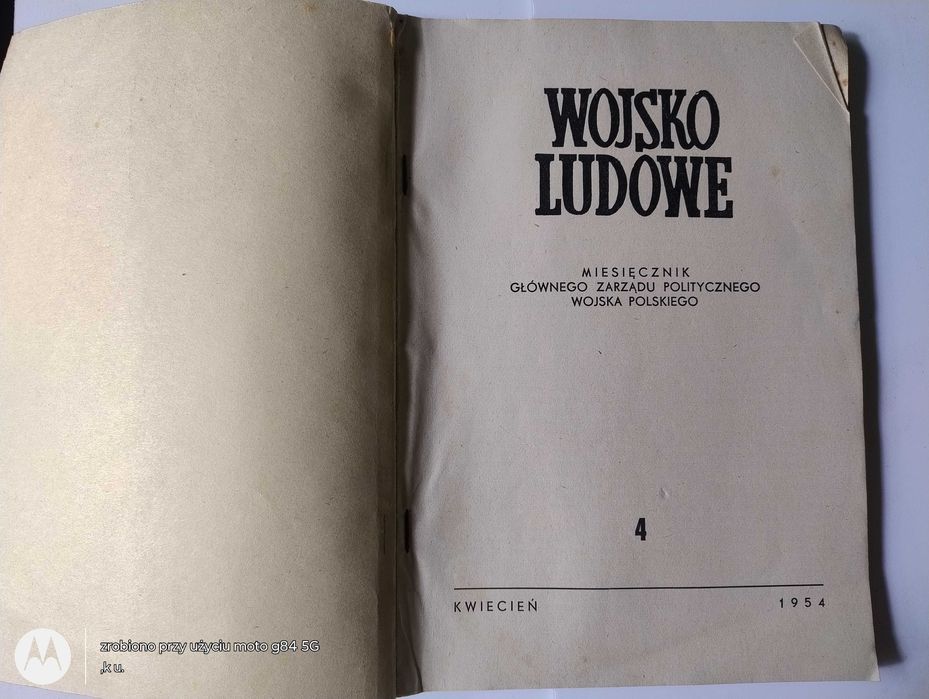 WOJSKO
LUDOWE
MIESIĘCZNIK
GŁÓWNEGO ZARZĄDU POLITYCZNEGO
WOJSKA POLSKIEGO
4
KWIECIEŃ 1954
zrobiono przy użyciu moto g84 5G
,k u.